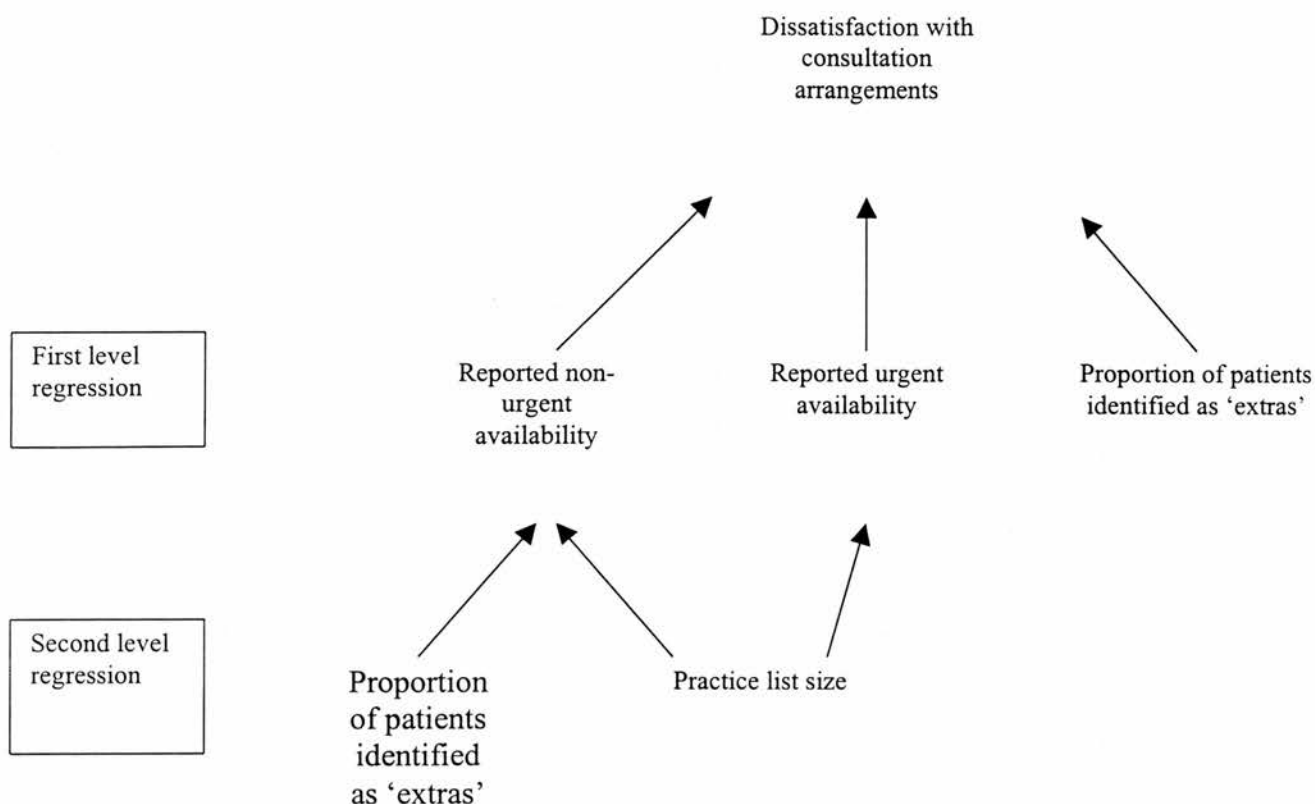 Dissatisfaction with
consultation
arrangements
First level
regression
Reported non-
urgent
availability
Reported urgent
availability
Proportion of patients
identified as ‘extras’
Second level
regression
Proportion
of patients
identified
as ‘extras’
Practice list size